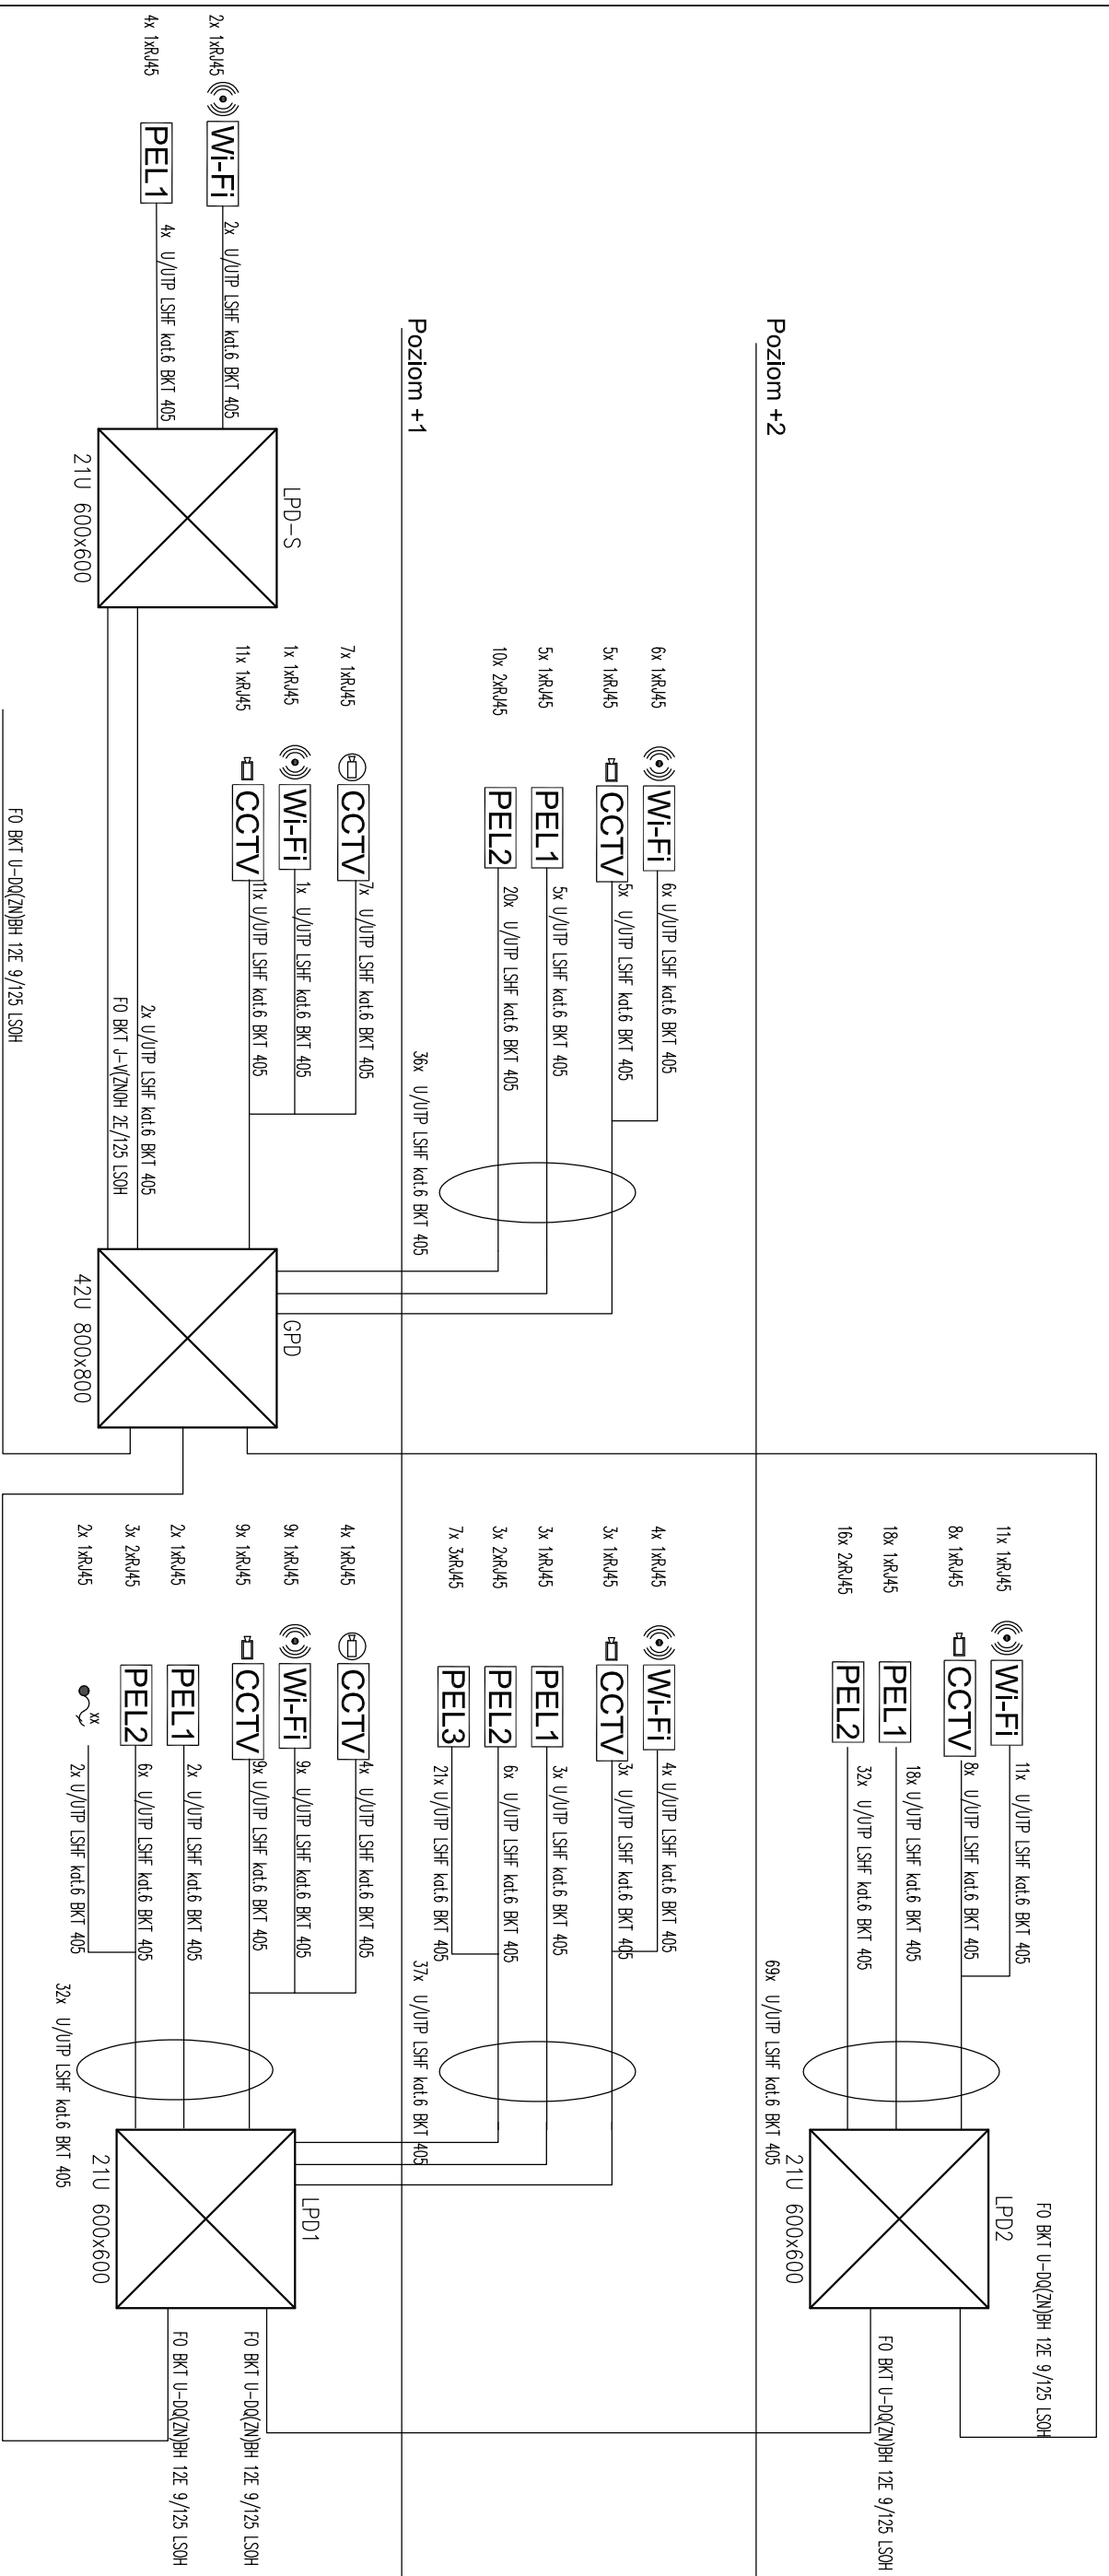 Poziom +2
11x 1xRJ45
Wi-Fi
11x U/UTP LSHF kat.6 BKT 405
8x 1xRJ45
CCTV
8x U/UTP LSHF kat.6 BKT 405
18x 1xRJ45
PEL1
18x U/UTP LSHF kat.6 BKT 405
16x 2xRJ45
PEL2
32x U/UTP LSHF kat.6 BKT 405
69x U/UTP LSHF kat.6 BKT 405
LPD2
21U 600x600
FO BKT U-DQ(ZN)BH 12E 9/125 LSOH
FO BKT U-DQ(ZN)BH 12E 9/125 LSOH
Poziom +1
6x 1xRJ45
Wi-Fi
6x U/UTP LSHF kat.6 BKT 405
5x 1xRJ45
CCTV
5x U/UTP LSHF kat.6 BKT 405
5x 1xRJ45
PEL1
5x U/UTP LSHF kat.6 BKT 405
10x 2xRJ45
PEL2
20x U/UTP LSHF kat.6 BKT 405
36x U/UTP LSHF kat.6 BKT 405
4x 1xRJ45
Wi-Fi
4x U/UTP LSHF kat.6 BKT 405
3x 1xRJ45
CCTV
3x U/UTP LSHF kat.6 BKT 405
3x 1xRJ45
PEL1
3x U/UTP LSHF kat.6 BKT 405
3x 2xRJ45
PEL2
6x U/UTP LSHF kat.6 BKT 405
7x 3xRJ45
PEL3
21x U/UTP LSHF kat.6 BKT 405
37x U/UTP LSHF kat.6 BKT 405
2x 1xRJ45
Wi-Fi
2x U/UTP LSHF kat.6 BKT 405
4x 1xRJ45
PEL1
4x U/UTP LSHF kat.6 BKT 405
LPD-S
21U 600x600
7x 1xRJ45
CCTV
7x U/UTP LSHF kat.6 BKT 405
1x 1xRJ45
Wi-Fi
1x U/UTP LSHF kat.6 BKT 405
11x 1xRJ45
CCTV
11x U/UTP LSHF kat.6 BKT 405
2x U/UTP LSHF kat.6 BKT 405
FO BKT J-V(ZN0H 2E/125 LSOH
GPD
42U 800x800
FO BKT U-DQ(ZN)BH 12E 9/125 LSOH
4x 1xRJ45
CCTV
4x U/UTP LSHF kat.6 BKT 405
9x 1xRJ45
Wi-Fi
9x U/UTP LSHF kat.6 BKT 405
9x 1xRJ45
CCTV
9x U/UTP LSHF kat.6 BKT 405
2x 1xRJ45
PEL1
2x U/UTP LSHF kat.6 BKT 405
3x 2xRJ45
PEL2
6x U/UTP LSHF kat.6 BKT 405
2x 1xRJ45
xx
2x U/UTP LSHF kat.6 BKT 405
32x U/UTP LSHF kat.6 BKT 405
LPD1
21U 600x600
FO BKT U-DQ(ZN)BH 12E 9/125 LSOH
FO BKT U-DQ(ZN)BH 12E 9/125 LSOH